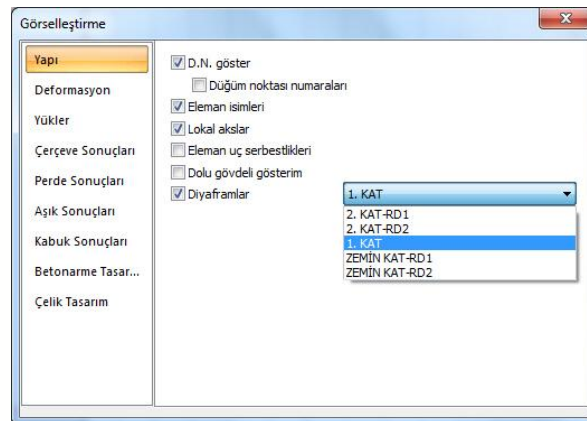 Görselleştirme
Yapı
Deformasyon
Yükler
Çerçeve Sonuçları
Perde Sonuçları
Aşık Sonuçları
Kabuk Sonuçları
Betonarme Tasar...
Çelik Tasarım
D.N. göster
Düğüm noktası numaraları
Eleman isimleri
Lokal akslar
Eleman uç serbestlikleri
Dolu gövdeli gösterim
Diyaframlar
1. KAT
2. KAT-RD1
2. KAT-RD2
1. KAT
ZEMİN KAT-RD1
ZEMİN KAT-RD2